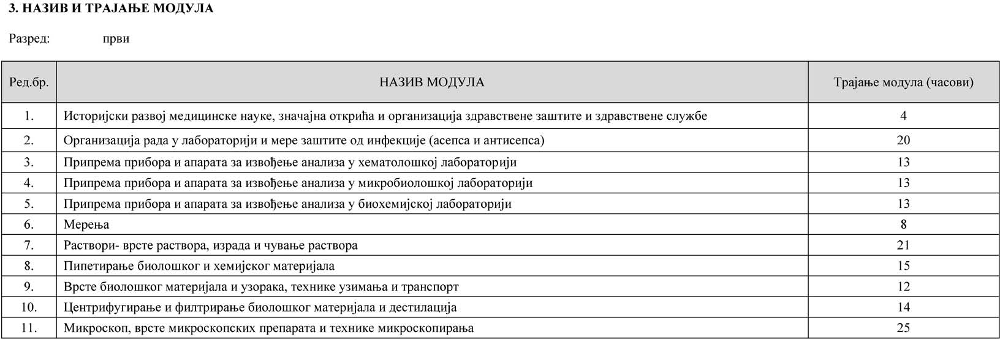 3. НАЗИВ И ТРАЈАЊЕ МОДУЛА
Разред: први
Ред.бр. НАЗИВ МОДУЛА Трајање модула (часови)
1. Историјски развој медицинске науке, значајна открића и организација здравствене заштите и здравствене службе 4
2. Организација рада у лабораторији и мере заштите од инфекције (асепса и антисепса) 20
3. Припрема прибора и апарата за извођење анализа у хематолошкој лабораторији 13
4. Припрема прибора и апарата за извођење анализа у микробиолошкој лабораторији 13
5. Припрема прибора и апарата за извођење анализа у биохемијској лабораторији 13
6. Мерења 8
7. Раствори- врсте раствора, израда и чување раствора 21
8. Пипетирање биолошког и хемијског материјала 15
9. Врсте биолошког материјала и узорака, технике узимања и транспорт 12
10. Центрифугирање и филтрирање биолошког материјала и дестилација 14
11. Микроскоп, врсте микроскопских препарата и технике микроскопирања 25